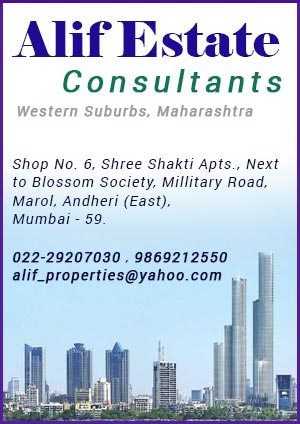 Alif Estate
Consultants
Western Suburbs, Maharashtra
Shop No. 6, Shree Shakti Apts., Next
to Blossom Society, Millitary Road,
Marol, Andheri (East),
Mumbai - 59.
022-29207030 , 9869212550
alif_properties@yahoo.com